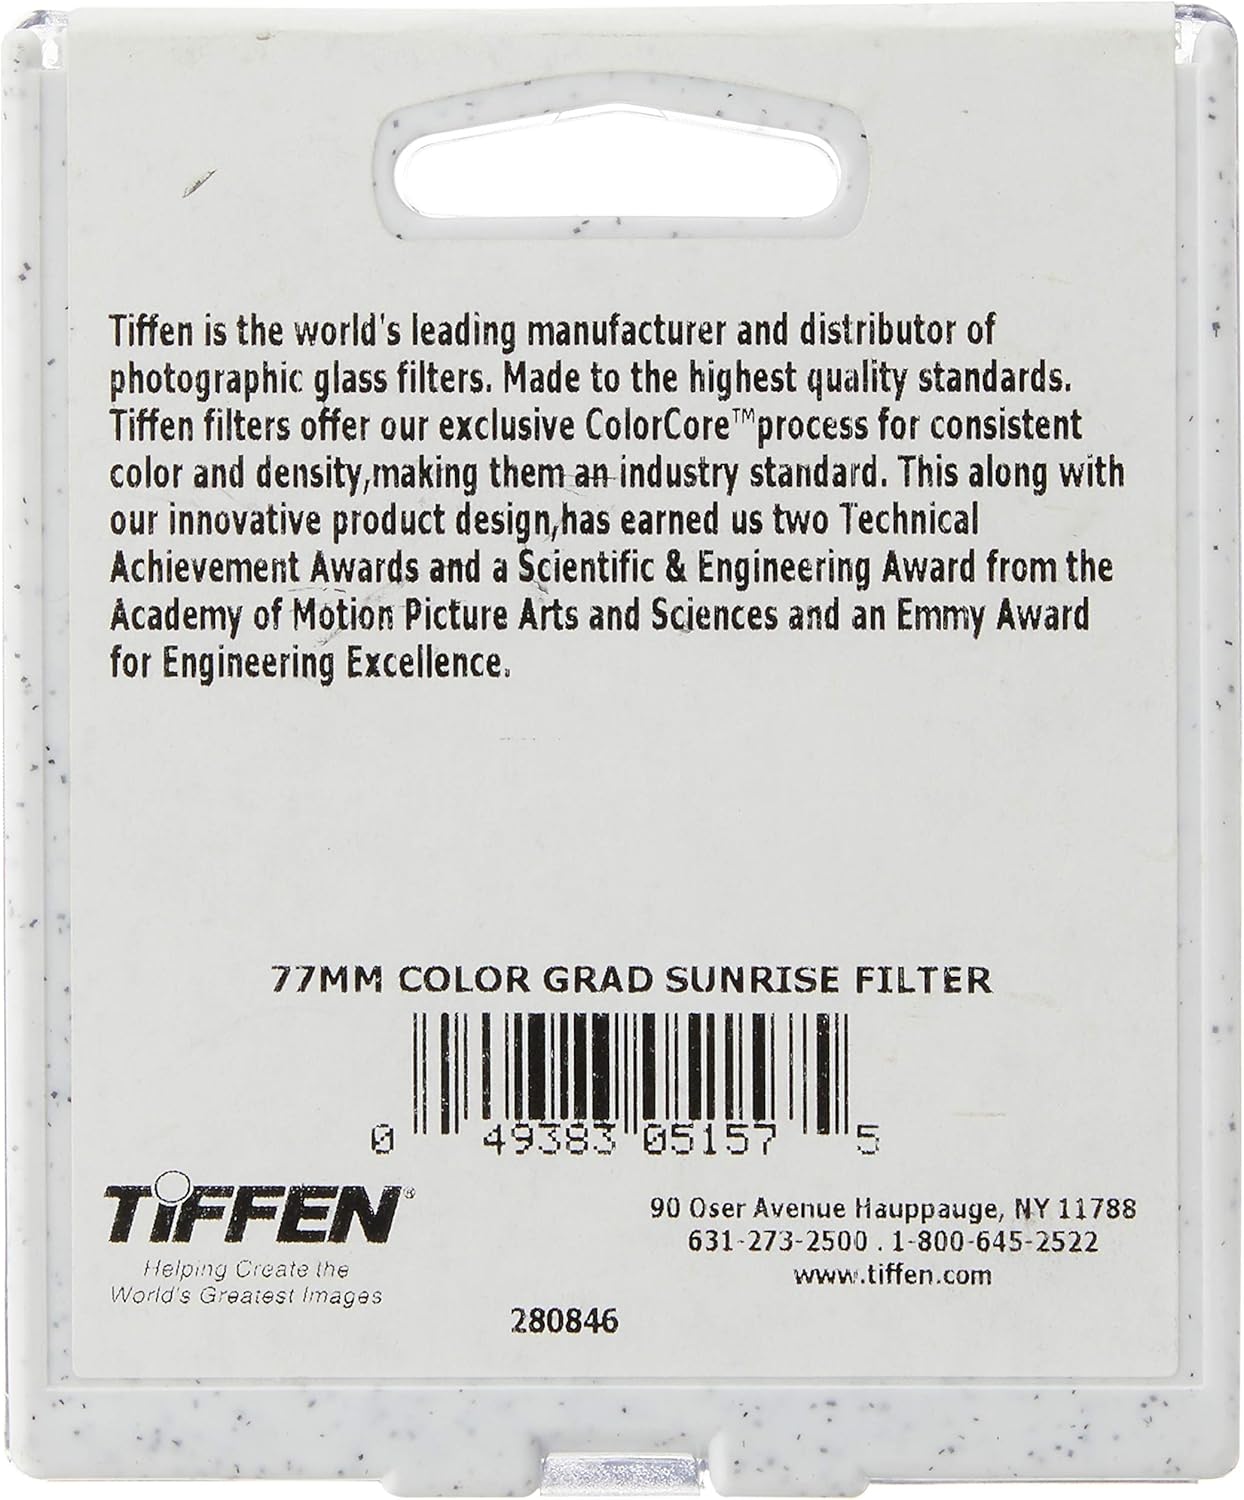 Tiffen is the world's leading manufacturer and distributor of
photographic glass filters. Made to the highest quality standards.
Tiffen filters offer our exclusive ColorCore™process for consistent
color and density,making them an industry standard. This along with
our innovative product design,has earned us two Technical
Achievement Awards and a Scientific & Engineering Award from the
Academy of Motion Picture Arts and Sciences and an Emmy Award
for Engineering Excellence.
77MM COLOR GRAD SUNRISE FILTER
0 49383 05157 5
TiFFEN®
Helping Create the
World's Greatest Images
90 Oser Avenue Hauppauge, NY 11788
631-273-2500 . 1-800-645-2522
www.tiffen.com
280846